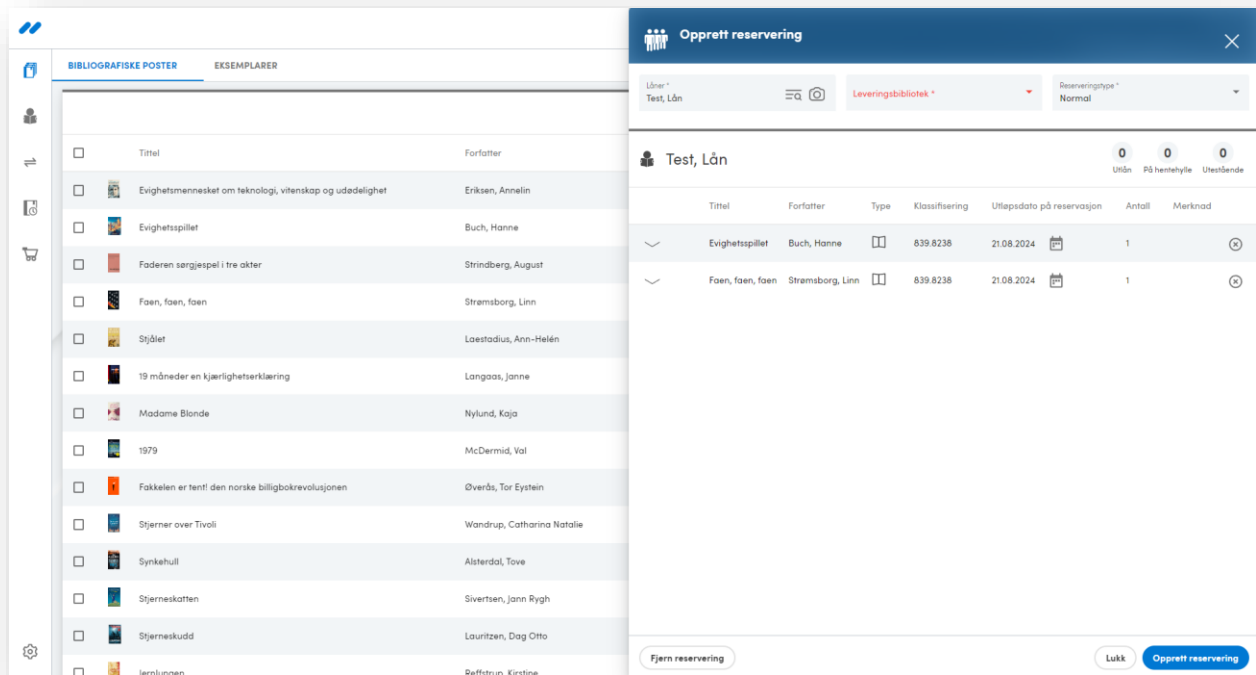 BIBLIOGRAFISKE POSTER EKSEMPLARER
Tittel Forfatter
Evighetsmennesket om teknologi, vitenskap og udødelighet Eriksen, Annelin
Evighetsspillet Buch, Hanne
Faderen sørgjespel i tre akter Strindberg, August
Faen, faen, faen Strømsborg, Linn
Stjålet Laestadius, Ann-Helén
19 måneder en kjærlighetserklæring Langaas, Janne
Madame Blonde Nylund, Kaja
1979 McDermid, Val
Fakkelen er tent! den norske billigbokrevolusjonen Øverås, Tor Eystein
Stjerner over Tivoli Wandrup, Catharina Natalie
Synkehull Alsterdal, Tove
Stjerneskatten Sivertsen, Jann Rygh
Stjerneskudd Lauritzen, Dag Otto
Jernlungen Reffstrup, Kirstine
Opprett reservering
Låner *
Test, Lån
Leveringsbibliotek *
Reserveringstype *
Normal
Test, Lån
0 0 0
Utlån På hentehylle Utestående
Tittel Forfatter Type Klassifisering Utløpsdato på reservasjon Antall Merknad
Evighetsspillet Buch, Hanne 839.8238 21.08.2024 1
Faen, faen, faen Strømsborg, Linn 839.8238 21.08.2024 1
Fjern reservering Lukk Opprett reservering